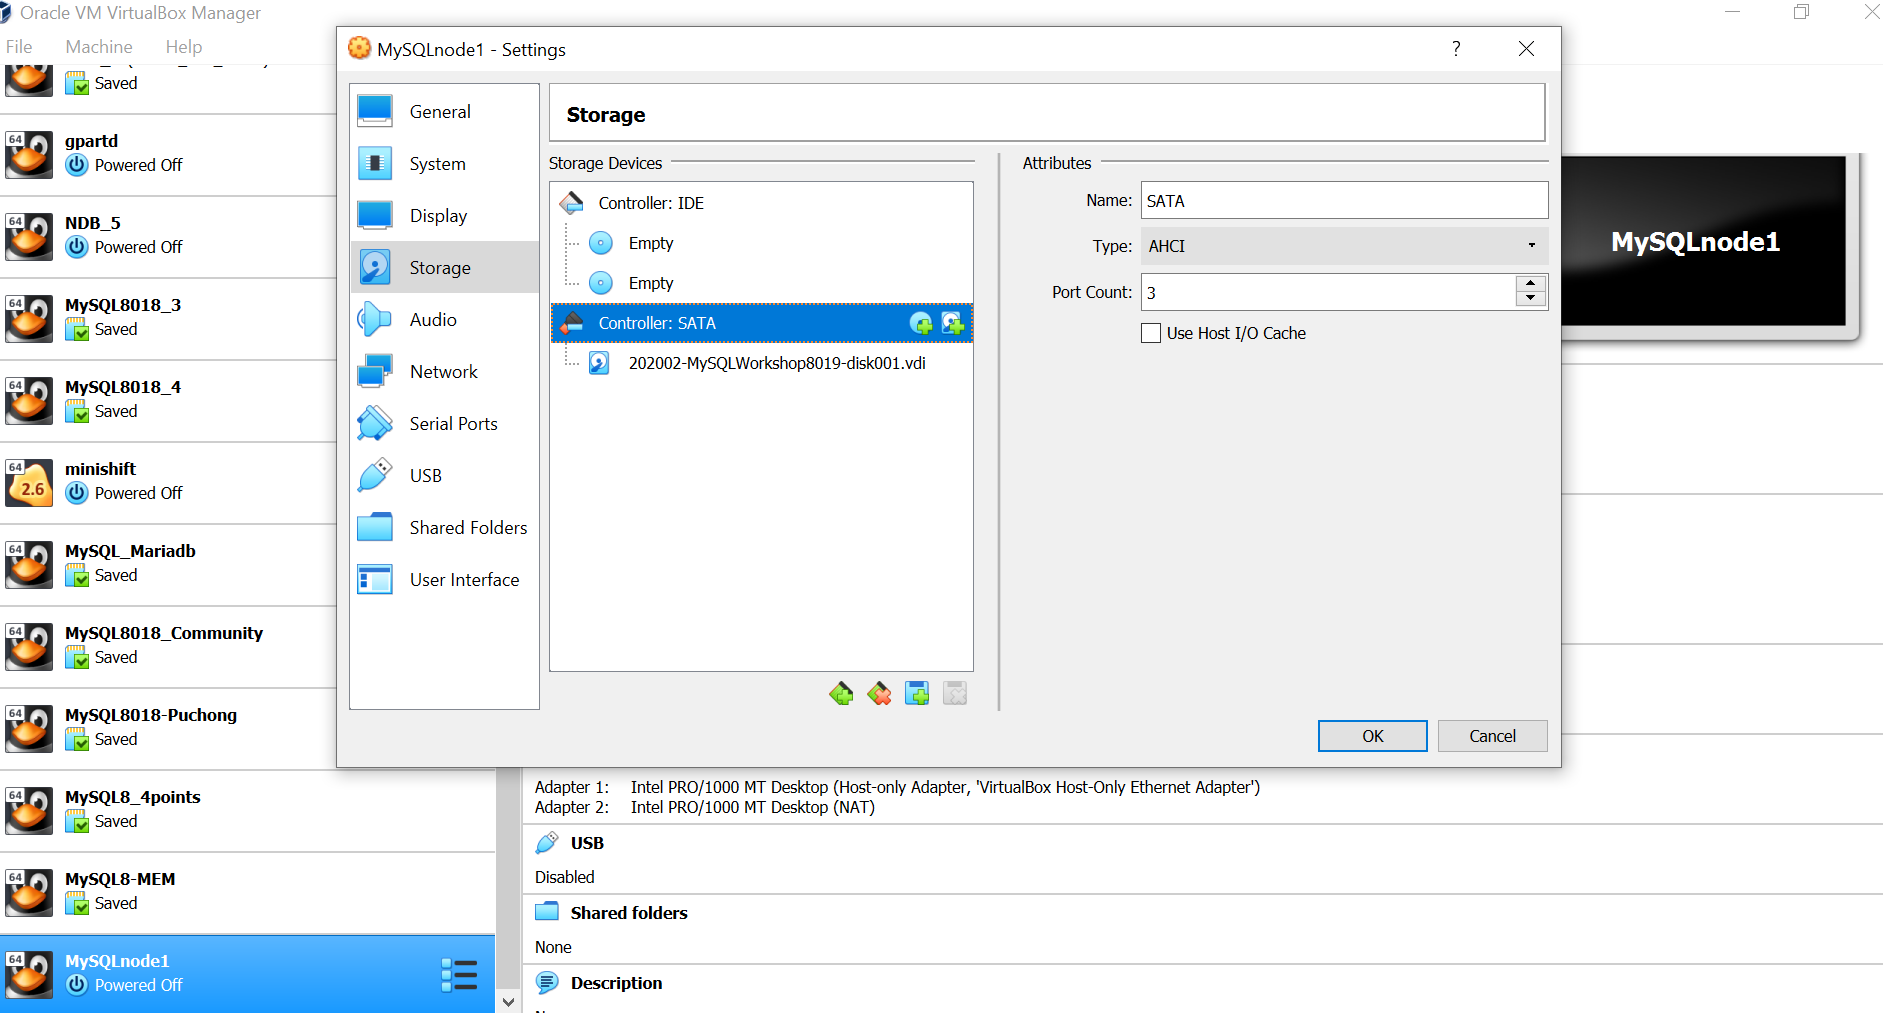 Oracle VM VirtualBox Manager
File Machine Help
Saved
64 gpartd
Powered Off
64 NDB_5
Powered Off
64 MySQL8018_3
Saved
64 MySQL8018_4
Saved
64 minishift
2.6 Powered Off
64 MySQL_Mariadb
Saved
64 MySQL8018_Community
Saved
64 MySQL8018-Puchong
Saved
64 MySQL8_4points
Saved
64 MySQL8-MEM
Saved
64 MySQLnode1
Powered Off
MySQLnode1 - Settings
?
General
System
Display
Storage
Audio
Network
Serial Ports
USB
Shared Folders
User Interface
Storage
Storage Devices
Controller: IDE
Empty
Empty
Controller: SATA
202002-MySQLWorkshop8019-disk001.vdi
Attributes
Name: SATA
Type: AHCI
Port Count: 3
Use Host I/O Cache
OK Cancel
MySQLnode1
Adapter 1: Intel PRO/1000 MT Desktop (Host-only Adapter, 'VirtualBox Host-Only Ethernet Adapter')
Adapter 2: Intel PRO/1000 MT Desktop (NAT)
USB
Disabled
Shared folders
None
Description